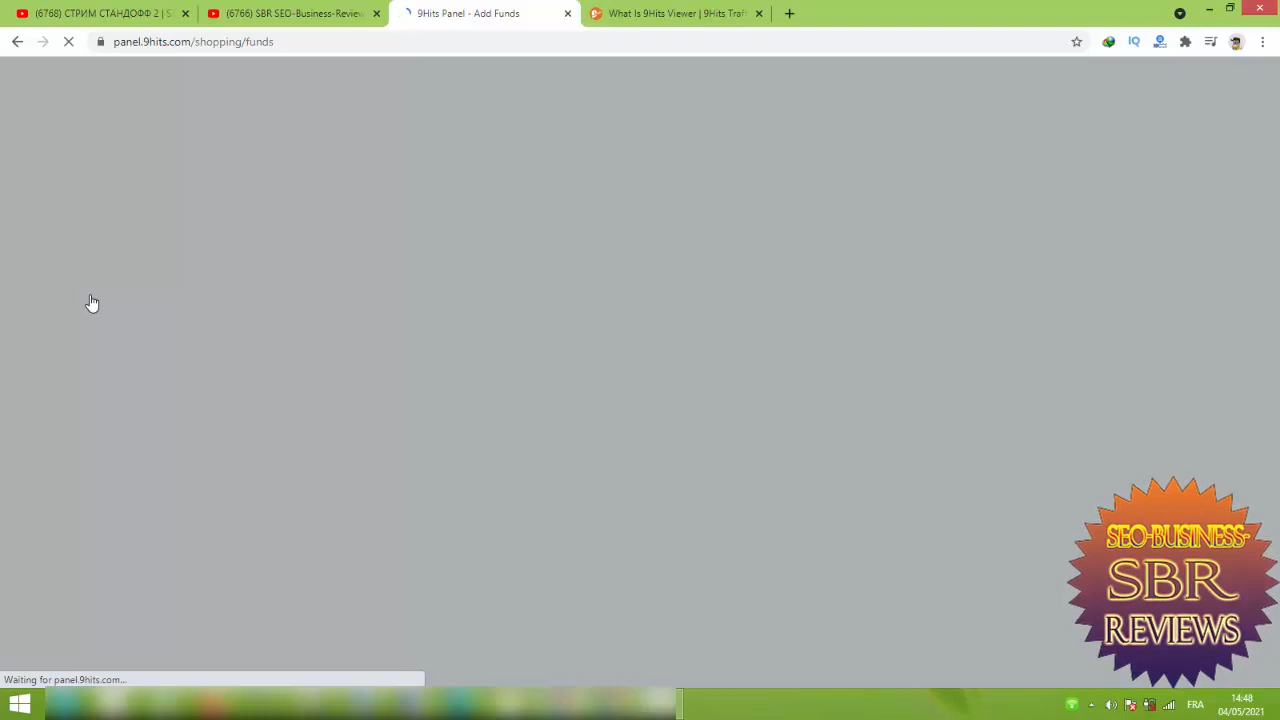 (6768) СТРИМ СТАНДОФФ 2 | S
(6766) SBR SEO-Business-Review
9Hits Panel - Add Funds
What Is 9Hits Viewer | 9Hits Traf
panel.9hits.com/shopping/funds
IQ
SEO-BUSINESS-
SBR
REVIEWS
Waiting for panel.9hits.com...
FRA
14:48
04/05/2021